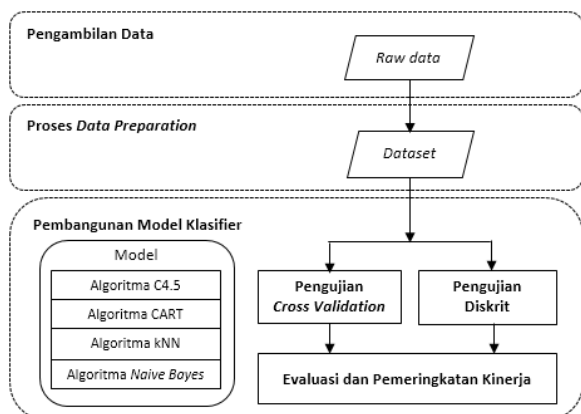 Pengambilan Data
Raw data
Proses Data Preparation
Dataset
Pembangunan Model Klasifier
Model
Algoritma C4.5
Algoritma CART
Algoritma kNN
Algoritma Naive Bayes
Pengujian
Cross Validation
Pengujian
Diskrit
Evaluasi dan Pemeringkatan Kinerja